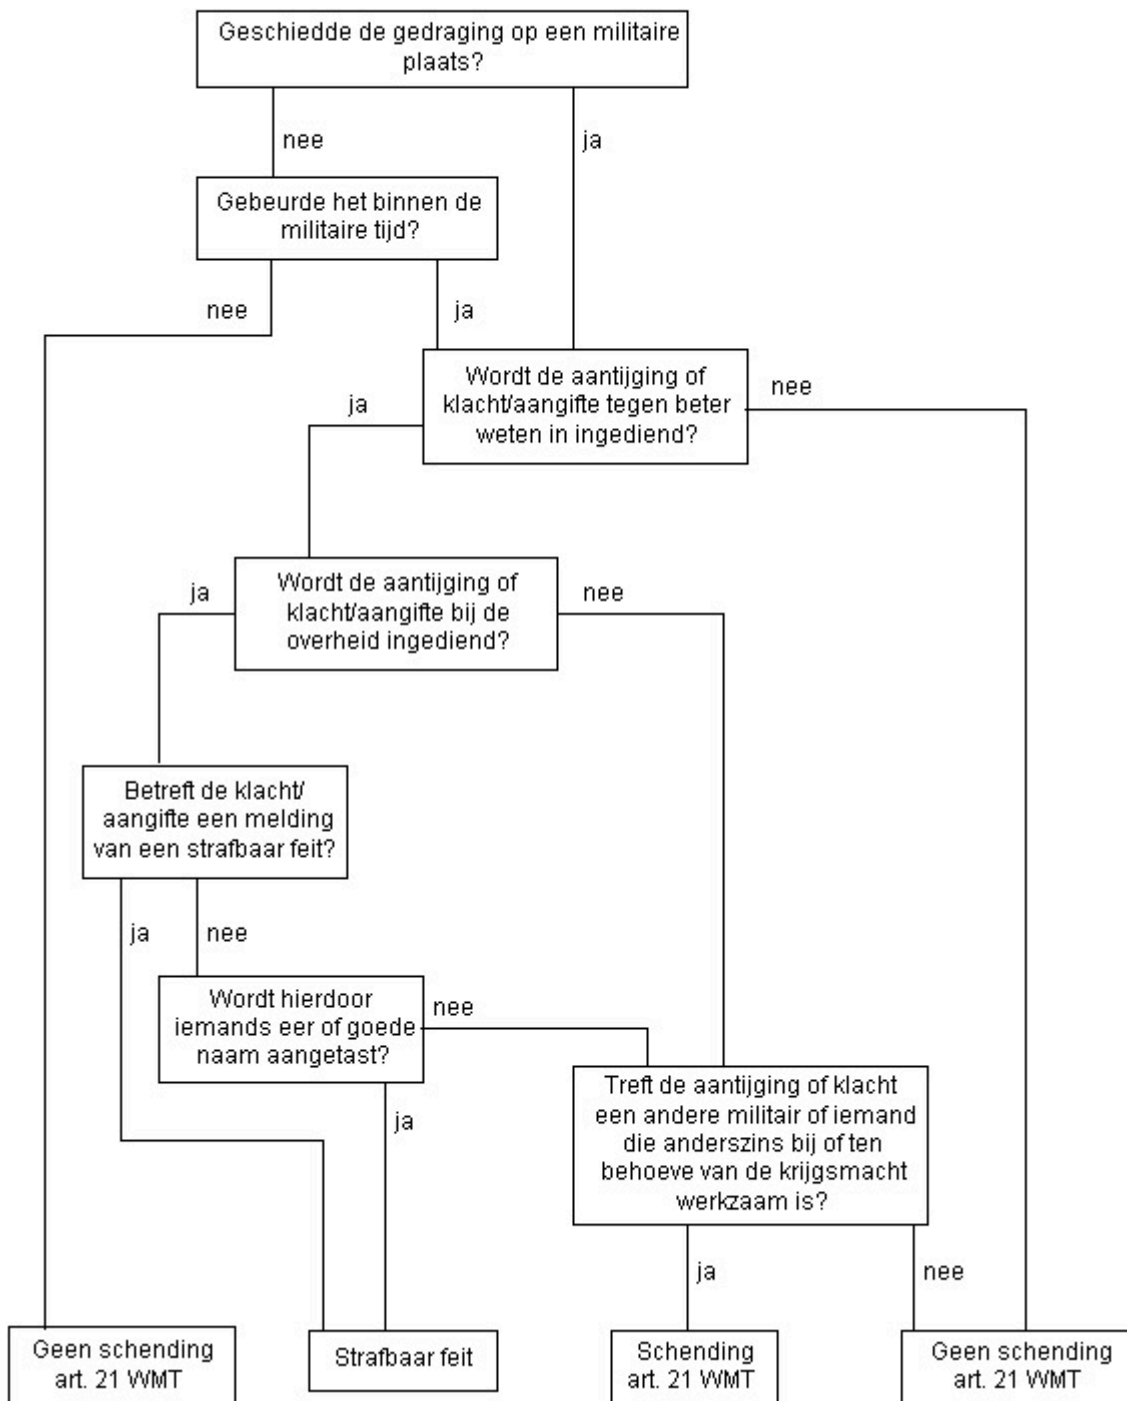 Geschiedde de gedraging op een militaire
plaats?
nee
ja
Gebeurde het binnen de
militaire tijd?
nee
ja
Wordt de aantijging of
klacht/aangifte tegen beter
weten in ingediend?
ja
nee
Wordt de aantijging of
klacht/aangifte bij de
overheid ingediend?
ja
nee
Betreft de klacht/
aangifte een melding
van een strafbaar feit?
ja
nee
Wordt hierdoor
iemands eer of goede
naam aangetast?
nee
ja
Treft de aantijging of klacht
een andere militair of iemand
die anderszins bij of ten
behoeve van de krijgsmacht
werkzaam is?
ja
nee
Geen schending
art. 21 WMT
Strafbaar feit
Schending
art. 21 WMT
Geen schending
art. 21 WMT